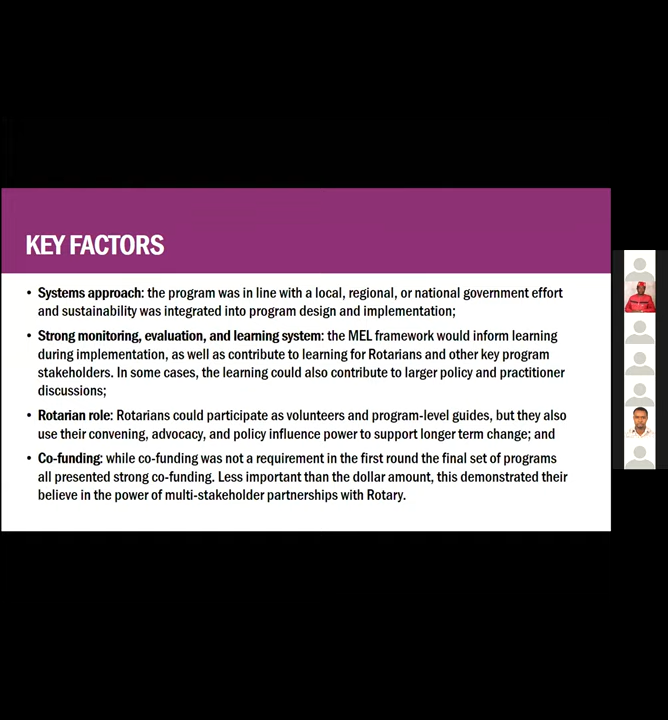 KEY FACTORS
• Systems approach: the program was in line with a local, regional, or national government effort
and sustainability was integrated into program design and implementation;
• Strong monitoring, evaluation, and learning system: the MEL framework would inform learning
during implementation, as well as contribute to learning for Rotarians and other key program
stakeholders. In some cases, the learning could also contribute to larger policy and practitioner
discussions;
• Rotarian role: Rotarians could participate as volunteers and program-level guides, but they also
use their convening, advocacy, and policy influence power to support longer term change; and
• Co-funding: while co-funding was not a requirement in the first round the final set of programs
all presented strong co-funding. Less important than the dollar amount, this demonstrated their
believe in the power of multi-stakeholder partnerships with Rotary.